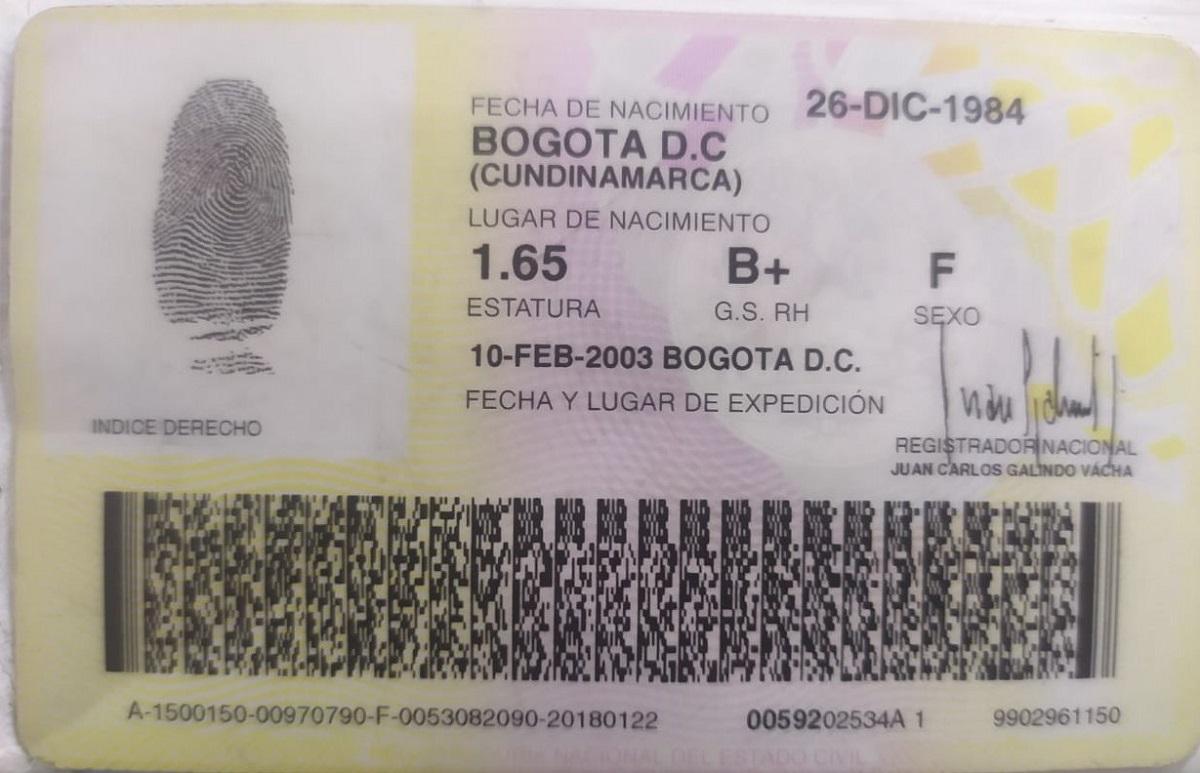 FECHA DE NACIMIENTO 26-DIC-1984
BOGOTA D.C
(CUNDINAMARCA)
LUGAR DE NACIMIENTO
1.65 B+ F
ESTATURA G.S. RH SEXO
10-FEB-2003 BOGOTA D.C.
FECHA Y LUGAR DE EXPEDICIÓN
INDICE DERECHO
REGISTRADOR NACIONAL
JUAN CARLOS GALINDO VÁCHA
A-1500150-00970790-F-0053082090-20180122 0059202534A 1 9902961150
NACIONAL DEL ESTADO CIVIL